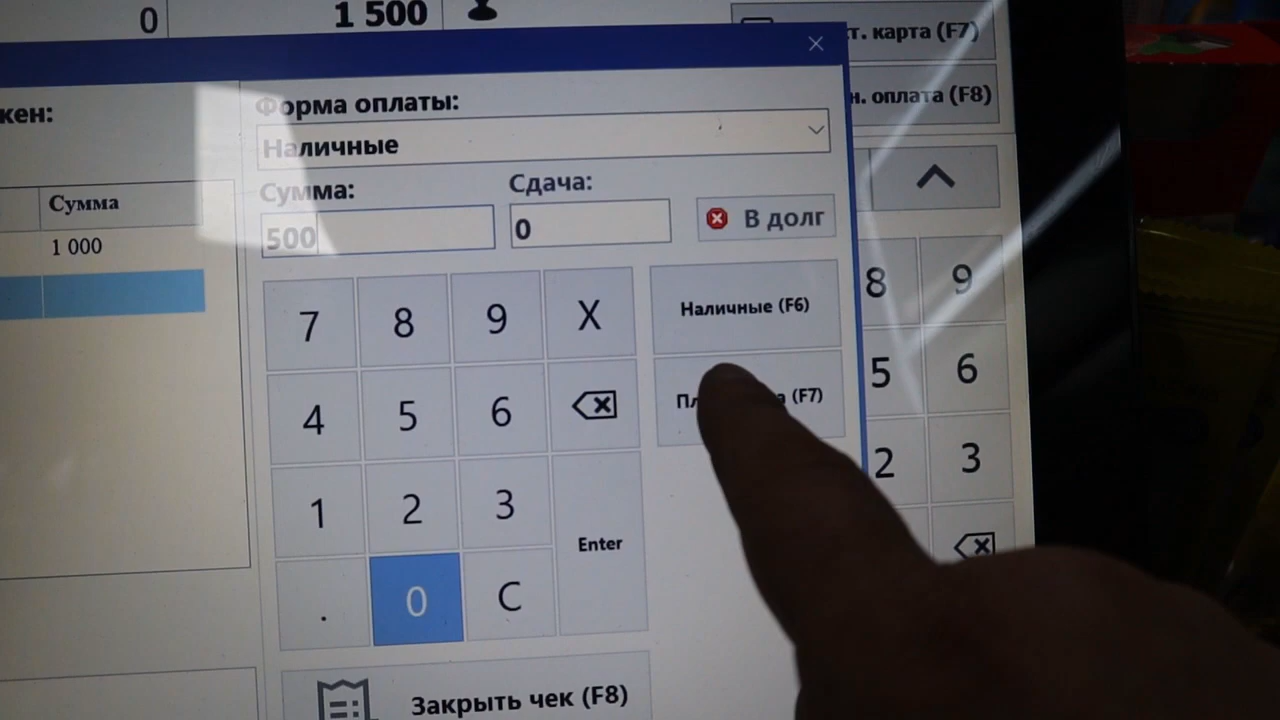 0
1 500
т. карта (F7)
н. оплата (F8)
кен:
Форма оплаты:
Наличные
Сумма:
Сдача:
500
0
В долг
Сумма
1 000
7 8 9 X
Наличные (F6)
4 5 6
(F7)
1 2 3
Enter
. 0 C
Закрыть чек (F8)
8 9
5 6
2 3